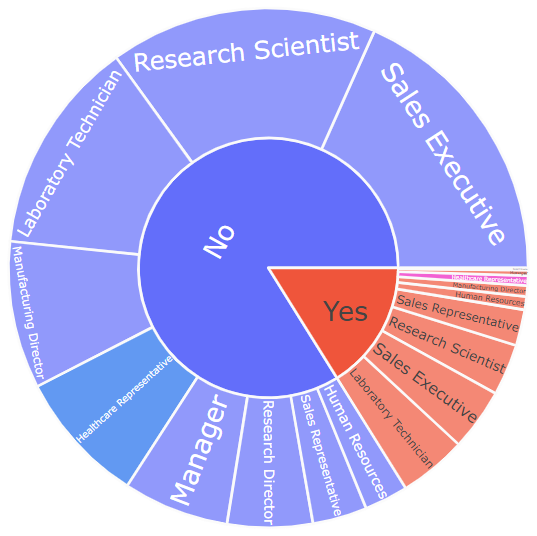 No
Yes
Sales Executive
Research Scientist
Laboratory Technician
Manufacturing Director
Healthcare Representative
Manager
Research Director
Sales Representative
Human Resources
Laboratory Technician
Sales Executive
Research Scientist
Sales Representative
Human Resources
Manufacturing Director
Healthcare Representative
Manager